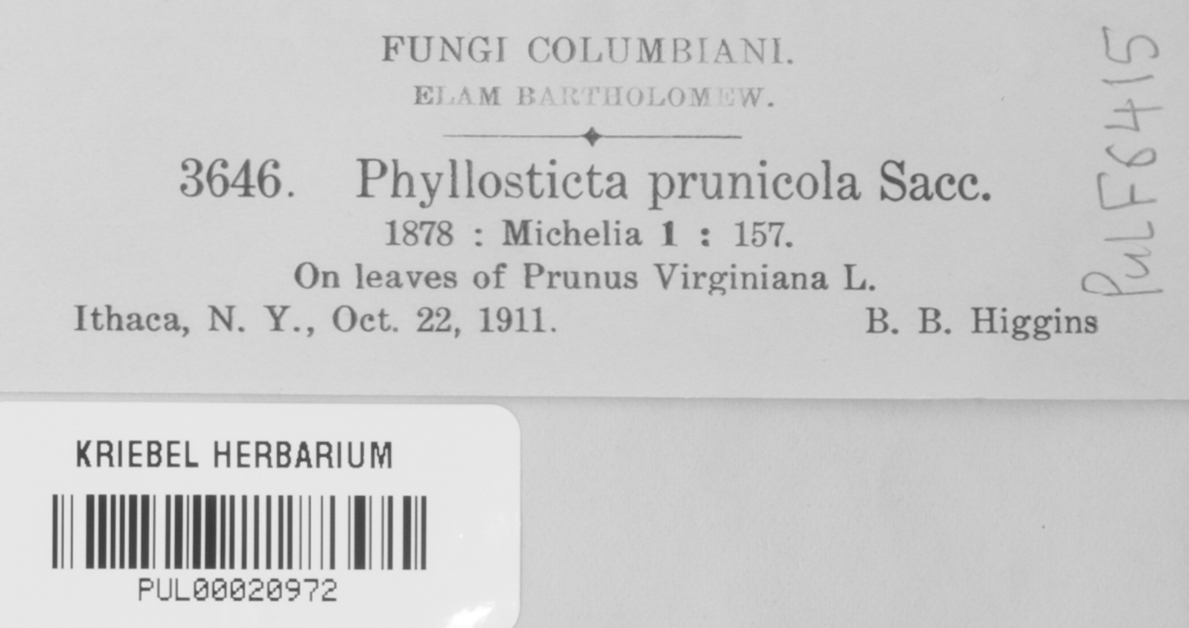 FUNGI COLUMBIANI.
ELAM BARTHOLOMEW.
3646. Phyllosticta prunicola Sacc.
1878 : Michelia 1 : 157.
On leaves of Prunus Virginiana L.
Ithaca, N. Y., Oct. 22, 1911. B. B. Higgins
PuLF6415
KRIEBEL HERBARIUM
PUL00020972